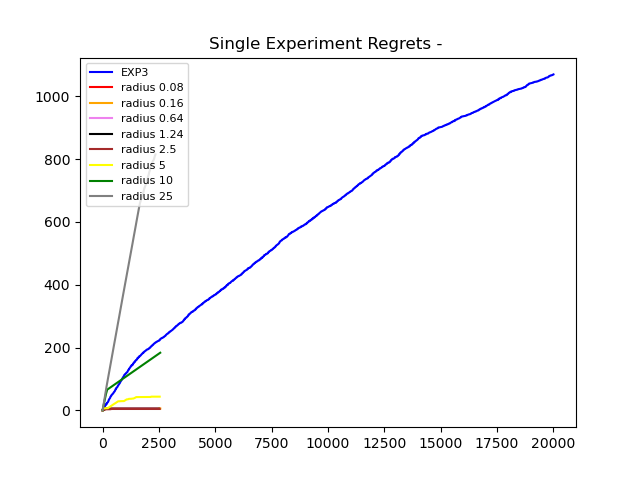 Single Experiment Regrets -
EXP3
radius 0.08
radius 0.16
radius 0.64
radius 1.24
radius 2.5
radius 5
radius 10
radius 25
1000
800
600
400
200
0
0 2500 5000 7500 10000 12500 15000 17500 20000